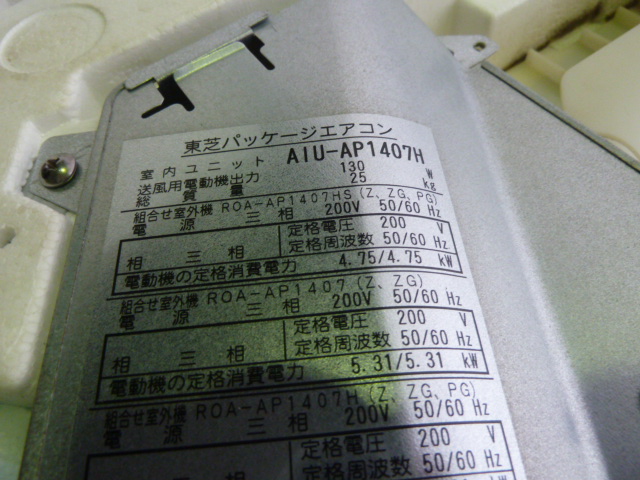 東芝パッケージエアコン
室内ユニット AIU-AP1407H
送風用電動機出力 130 W
総質量 25 kg
組合せ室外機 ROA-AP1407HS (Z, ZG, PG)
電源 三相 200V 50/60 Hz
相 三相 定格電圧 200 V
定格周波数 50/60 Hz
電動機の定格消費電力 4.75/4.75 kW
組合せ室外機 ROA-AP1407 (Z, ZG)
電源 三相 200V 50/60 Hz
相 三相 定格電圧 200 V
定格周波数 50/60 Hz
電動機の定格消費電力 5.31/5.31 kW
組合せ室外機 ROA-AP1407H (Z, ZG, PG)
電源 三相 200V 50/60 Hz
相 三相 定格電圧 200 V
定格周波数 50/60 Hz